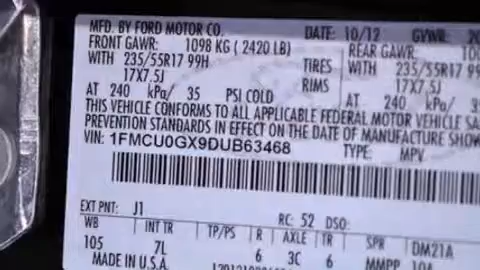 MFD. BY FORD MOTOR CO. DATE: 10/12 GVWR:
FRONT GAWR: 1098 KG ( 2420 LB) REAR GAWR:
WITH 235/55R17 99H TIRES WITH 235/55R17 99
17X7.5J RIMS 17X7.5J
AT 240 kPa/ 35 PSI COLD AT 240 kPa/
THIS VEHICLE CONFORMS TO ALL APPLICABLE FEDERAL MOTOR VEHICLE
PREVENTION STANDARDS IN EFFECT ON THE DATE OF MANUFACTURE
VIN: 1FMCU0GX9DUB63468 TYPE: MPV
EXT PNT: J1 RC: 52 DSO:
WB INT TR TP/PS R AXLE TR SPR DM21A
105 7L 6 3C 6 MMPP
MADE IN U.S.A.